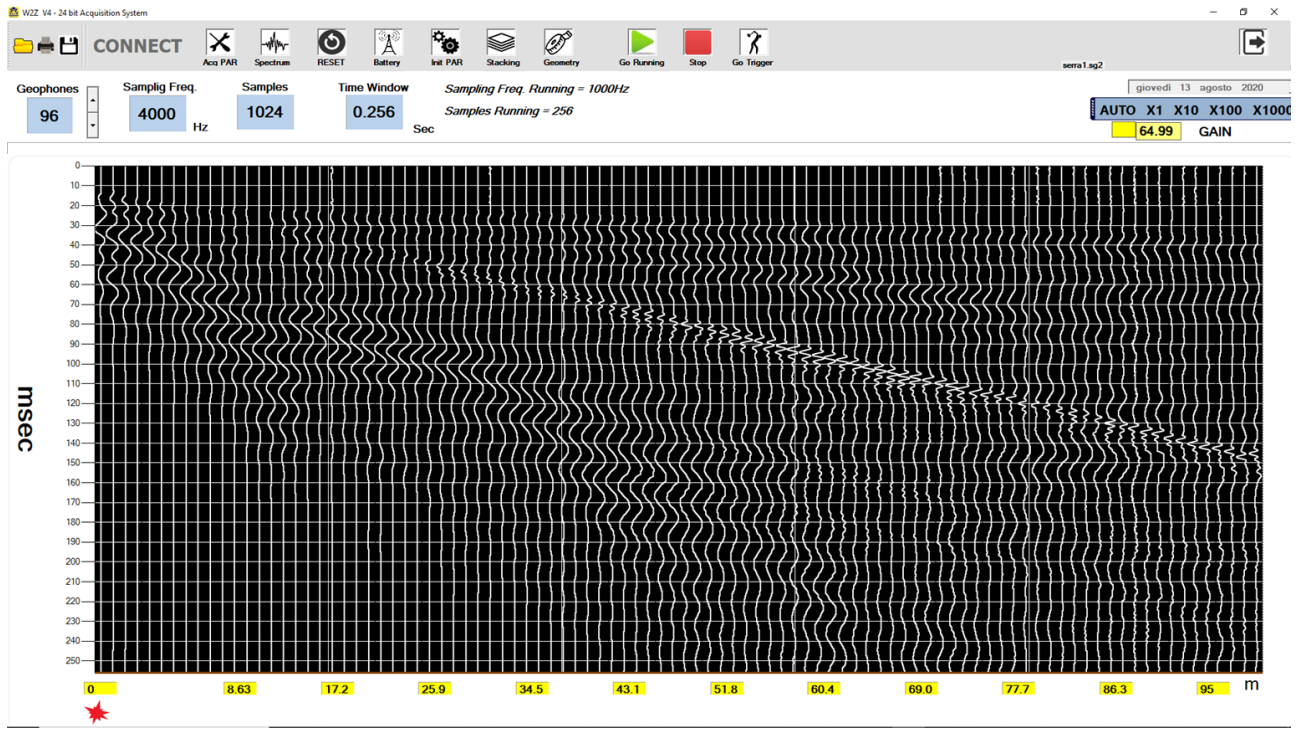 W2Z V4 - 24 bit Acquisition System
CONNECT
Acq PAR Spectrum RESET Battery Init PAR Stacking Geometry Go Running Stop Go Trigger
serra1.sg2
Geophones Samplig Freq. Samples Time Window Sampling Freq. Running = 1000Hz
giovedì 13 agosto 2020
96 4000 Hz 1024 0.256 Sec Samples Running = 256
AUTO X1 X10 X100 X1000
64.99 GAIN
0
10
20
30
40
50
60
70
80
90
100
110
120
130
140
150
160
170
180
190
200
210
220
230
240
250
msec
0 8.63 17.2 25.9 34.5 43.1 51.8 60.4 69.0 77.7 86.3 95 m